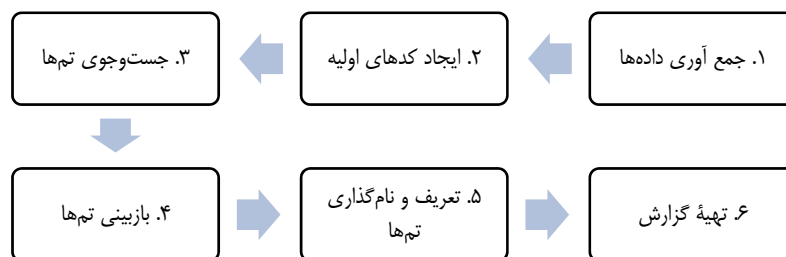 ۱. جمع آوری داده‌ها
۲. ایجاد کدهای اولیه
۳. جست‌وجوی تم‌ها
۴. بازبینی تم‌ها
۵. تعریف و نام‌گذاری
تم‌ها
۶. تهیهٔ گزارش